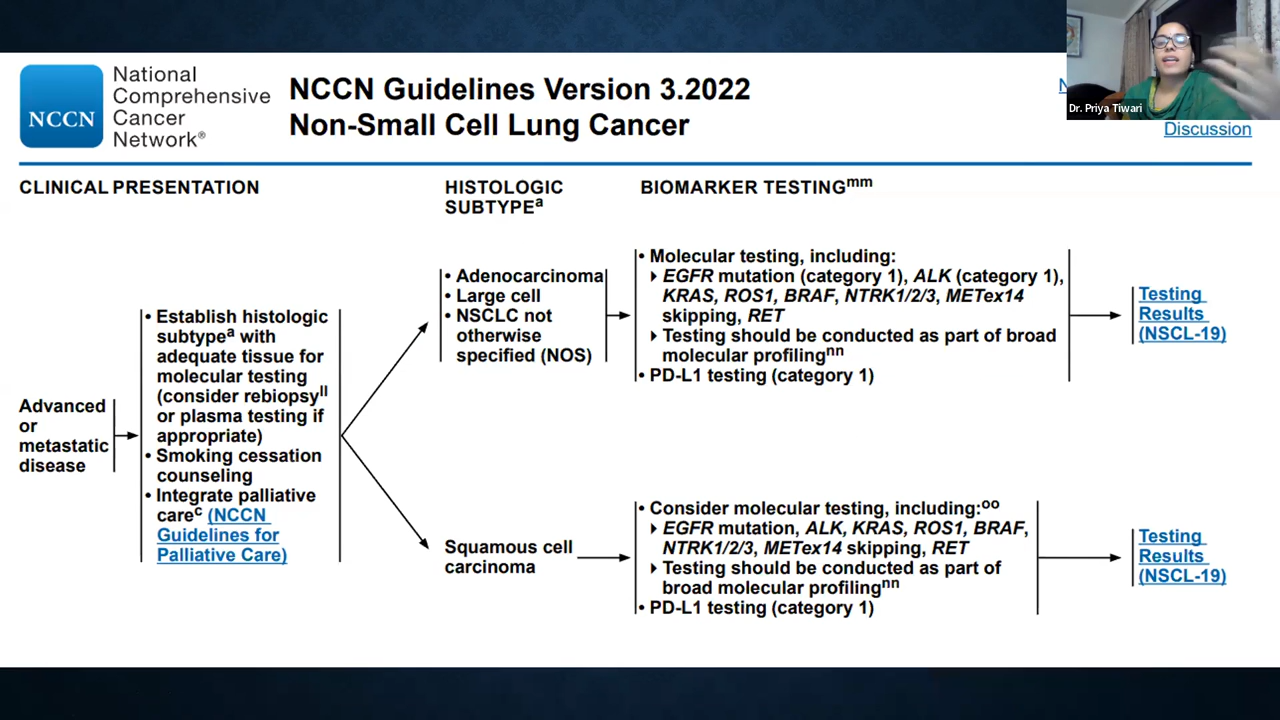 National
Comprehensive
Cancer
Network®
NCCN
NCCN Guidelines Version 3.2022
Non-Small Cell Lung Cancer
N
Discussion
Dr. Priya Tiwari
CLINICAL PRESENTATION
HISTOLOGIC
SUBTYPEa
BIOMARKER TESTINGmm
Advanced
or
metastatic
disease
• Establish histologic
subtypea with
adequate tissue for
molecular testing
(consider rebiopsyll
or plasma testing if
appropriate)
• Smoking cessation
counseling
• Integrate palliative
carec (NCCN
Guidelines for
Palliative Care)
• Adenocarcinoma
• Large cell
• NSCLC not
otherwise
specified (NOS)
• Molecular testing, including:
EGFR mutation (category 1), ALK (category 1),
KRAS, ROS1, BRAF, NTRK1/2/3, METex14
skipping, RET
Testing should be conducted as part of broad
molecular profilingnn
• PD-L1 testing (category 1)
Testing
Results
(NSCL-19)
Squamous cell
carcinoma
• Consider molecular testing, including:oo
EGFR mutation, ALK, KRAS, ROS1, BRAF,
NTRK1/2/3, METex14 skipping, RET
Testing should be conducted as part of
broad molecular profilingnn
• PD-L1 testing (category 1)
Testing
Results
(NSCL-19)